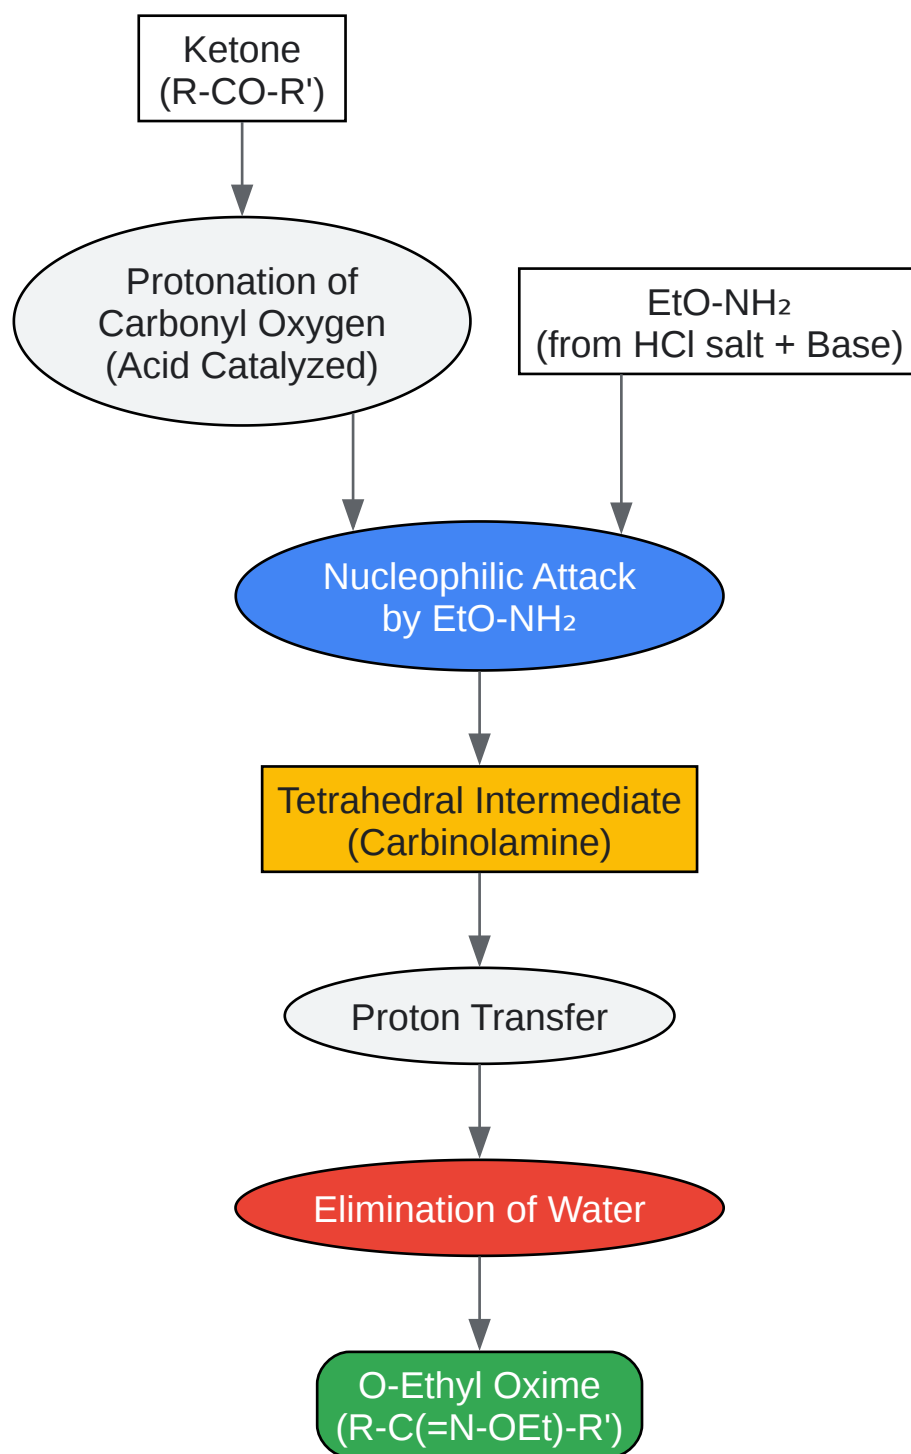 Ketone
(R-CO-R')
Protonation of
Carbonyl Oxygen
(Acid Catalyzed)
EtO-NH₂
(from HCl salt + Base)
Nucleophilic Attack
by EtO-NH₂
Tetrahedral Intermediate
(Carbinolamine)
Proton Transfer
Elimination of Water
O-Ethyl Oxime
(R-C(=N-OEt)-R')